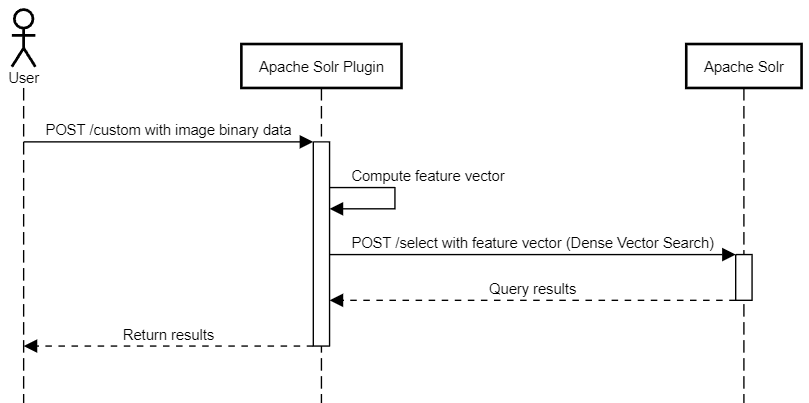 User
Apache Solr Plugin
Apache Solr
POST /custom with image binary data
Compute feature vector
POST /select with feature vector (Dense Vector Search)
Query results
Return results